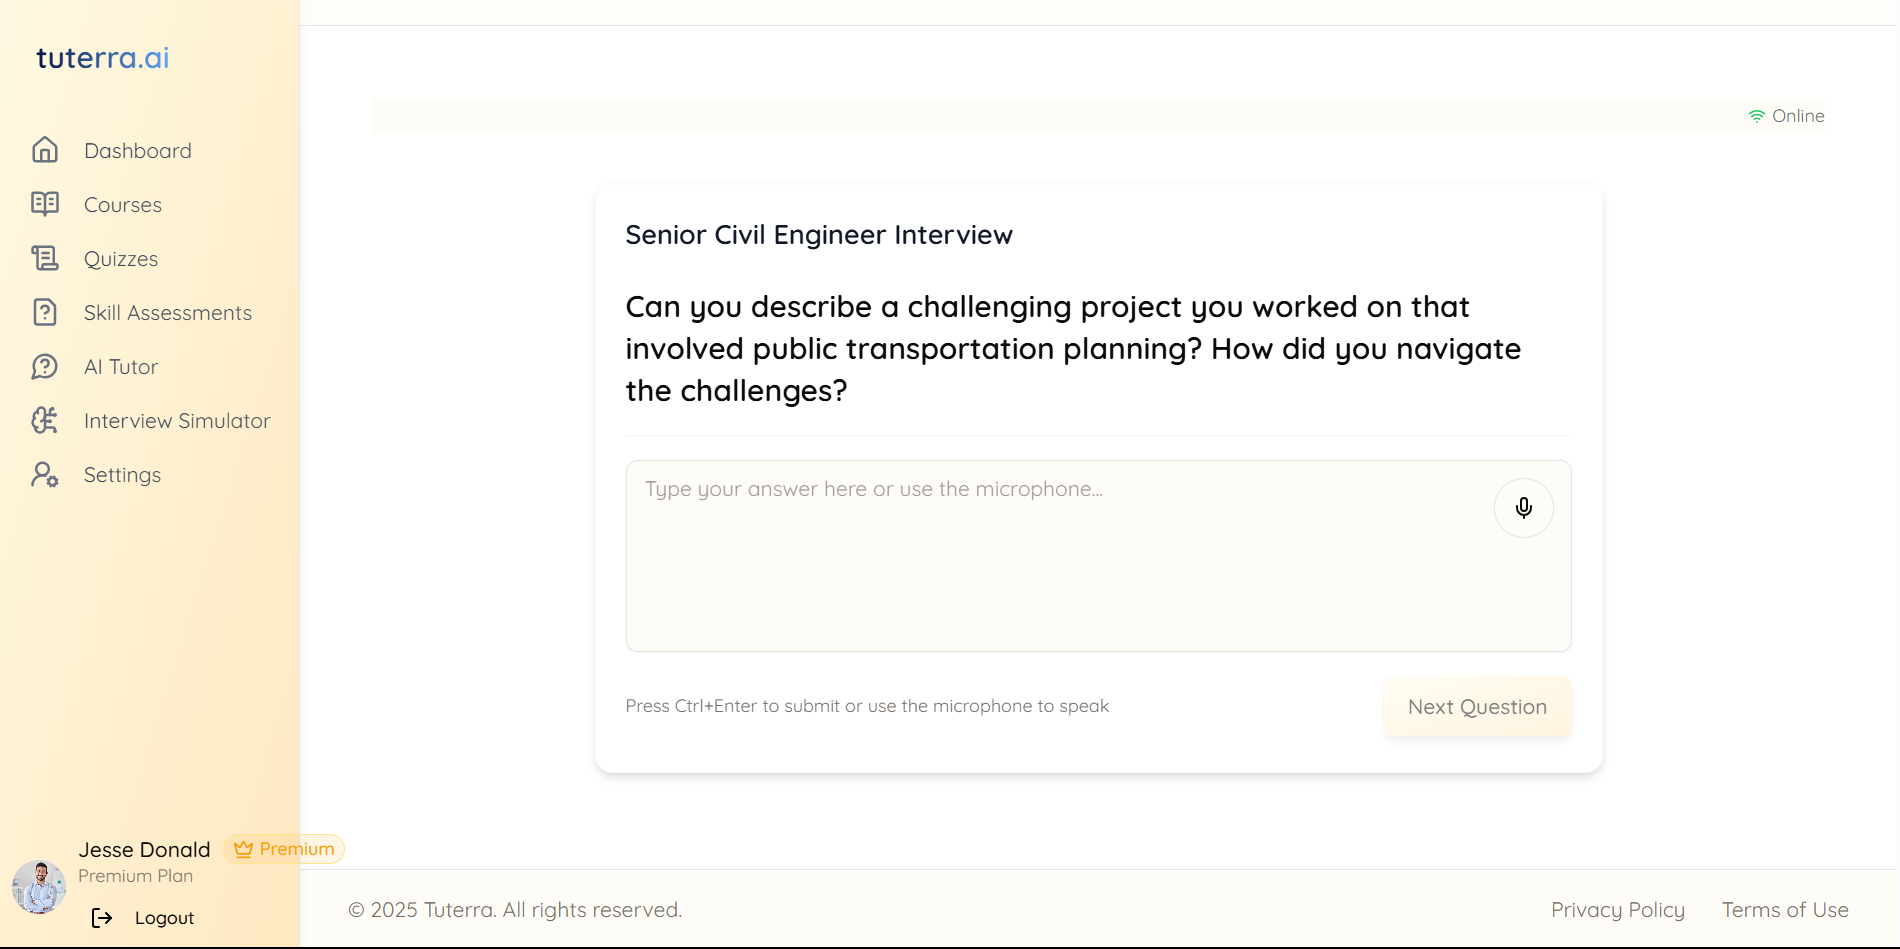 tuterra.ai
Dashboard
Courses
Quizzes
Skill Assessments
AI Tutor
Interview Simulator
Settings
Jesse Donald
Premium
Premium Plan
Logout
Online
Senior Civil Engineer Interview
Can you describe a challenging project you worked on that
involved public transportation planning? How did you navigate
the challenges?
Type your answer here or use the microphone...
Press Ctrl+Enter to submit or use the microphone to speak
Next Question
© 2025 Tuterra. All rights reserved.
Privacy Policy
Terms of Use